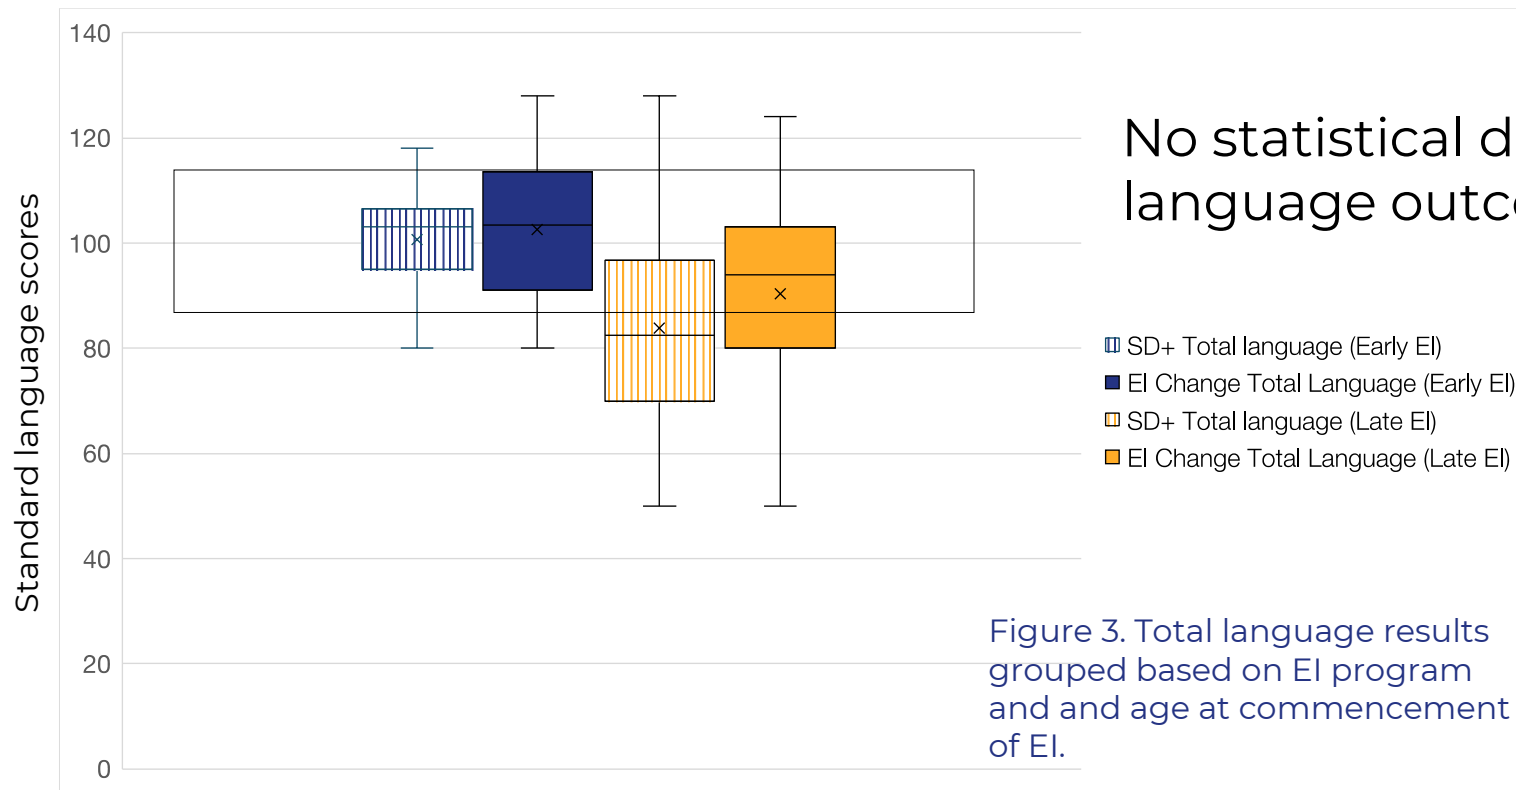 140
120
100
80
60
40
20
0
Standard language scores
No statistical d
language outc
SD+ Total language (Early EI)
EI Change Total Language (Early EI)
SD+ Total language (Late EI)
EI Change Total Language (Late EI)
Figure 3. Total language results
grouped based on EI program
and and age at commencement
of EI.